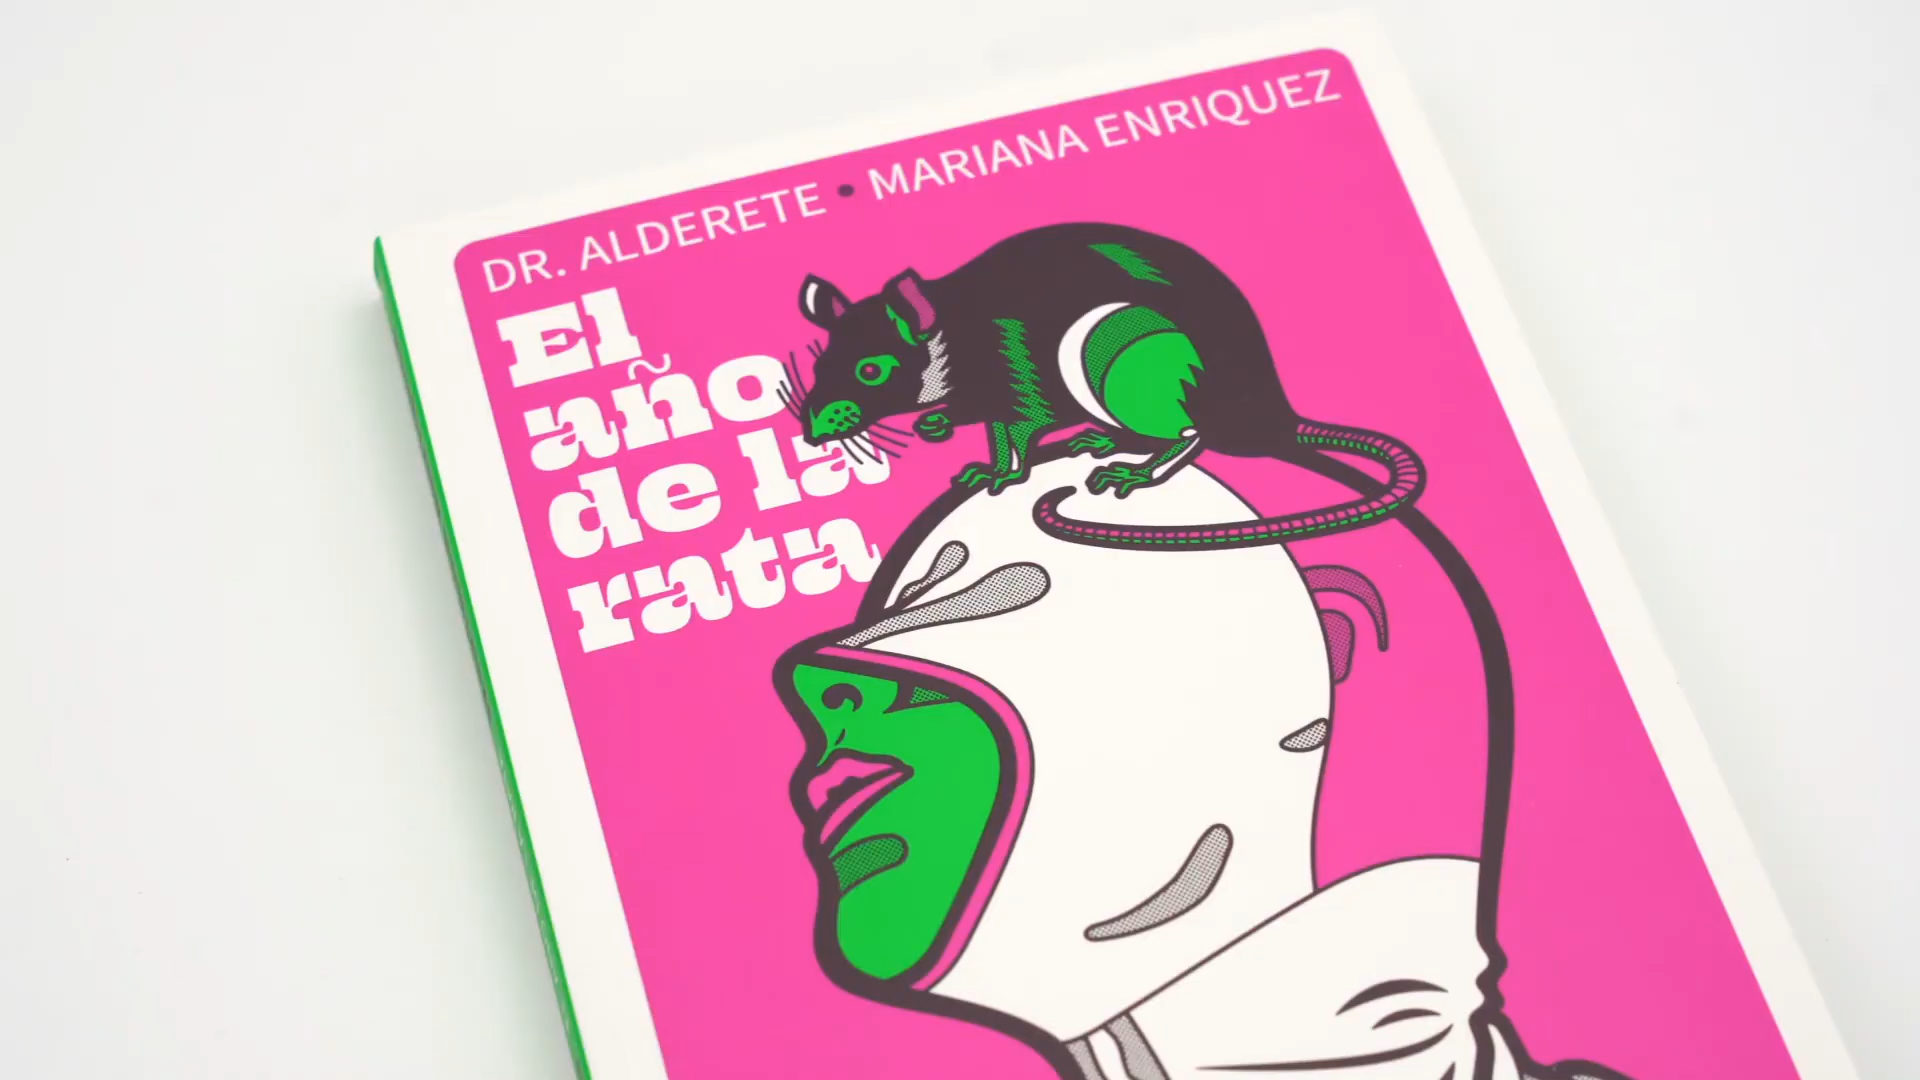 DR. ALDERETE • MARIANA ENRIQUEZ
El
año
de la
rata